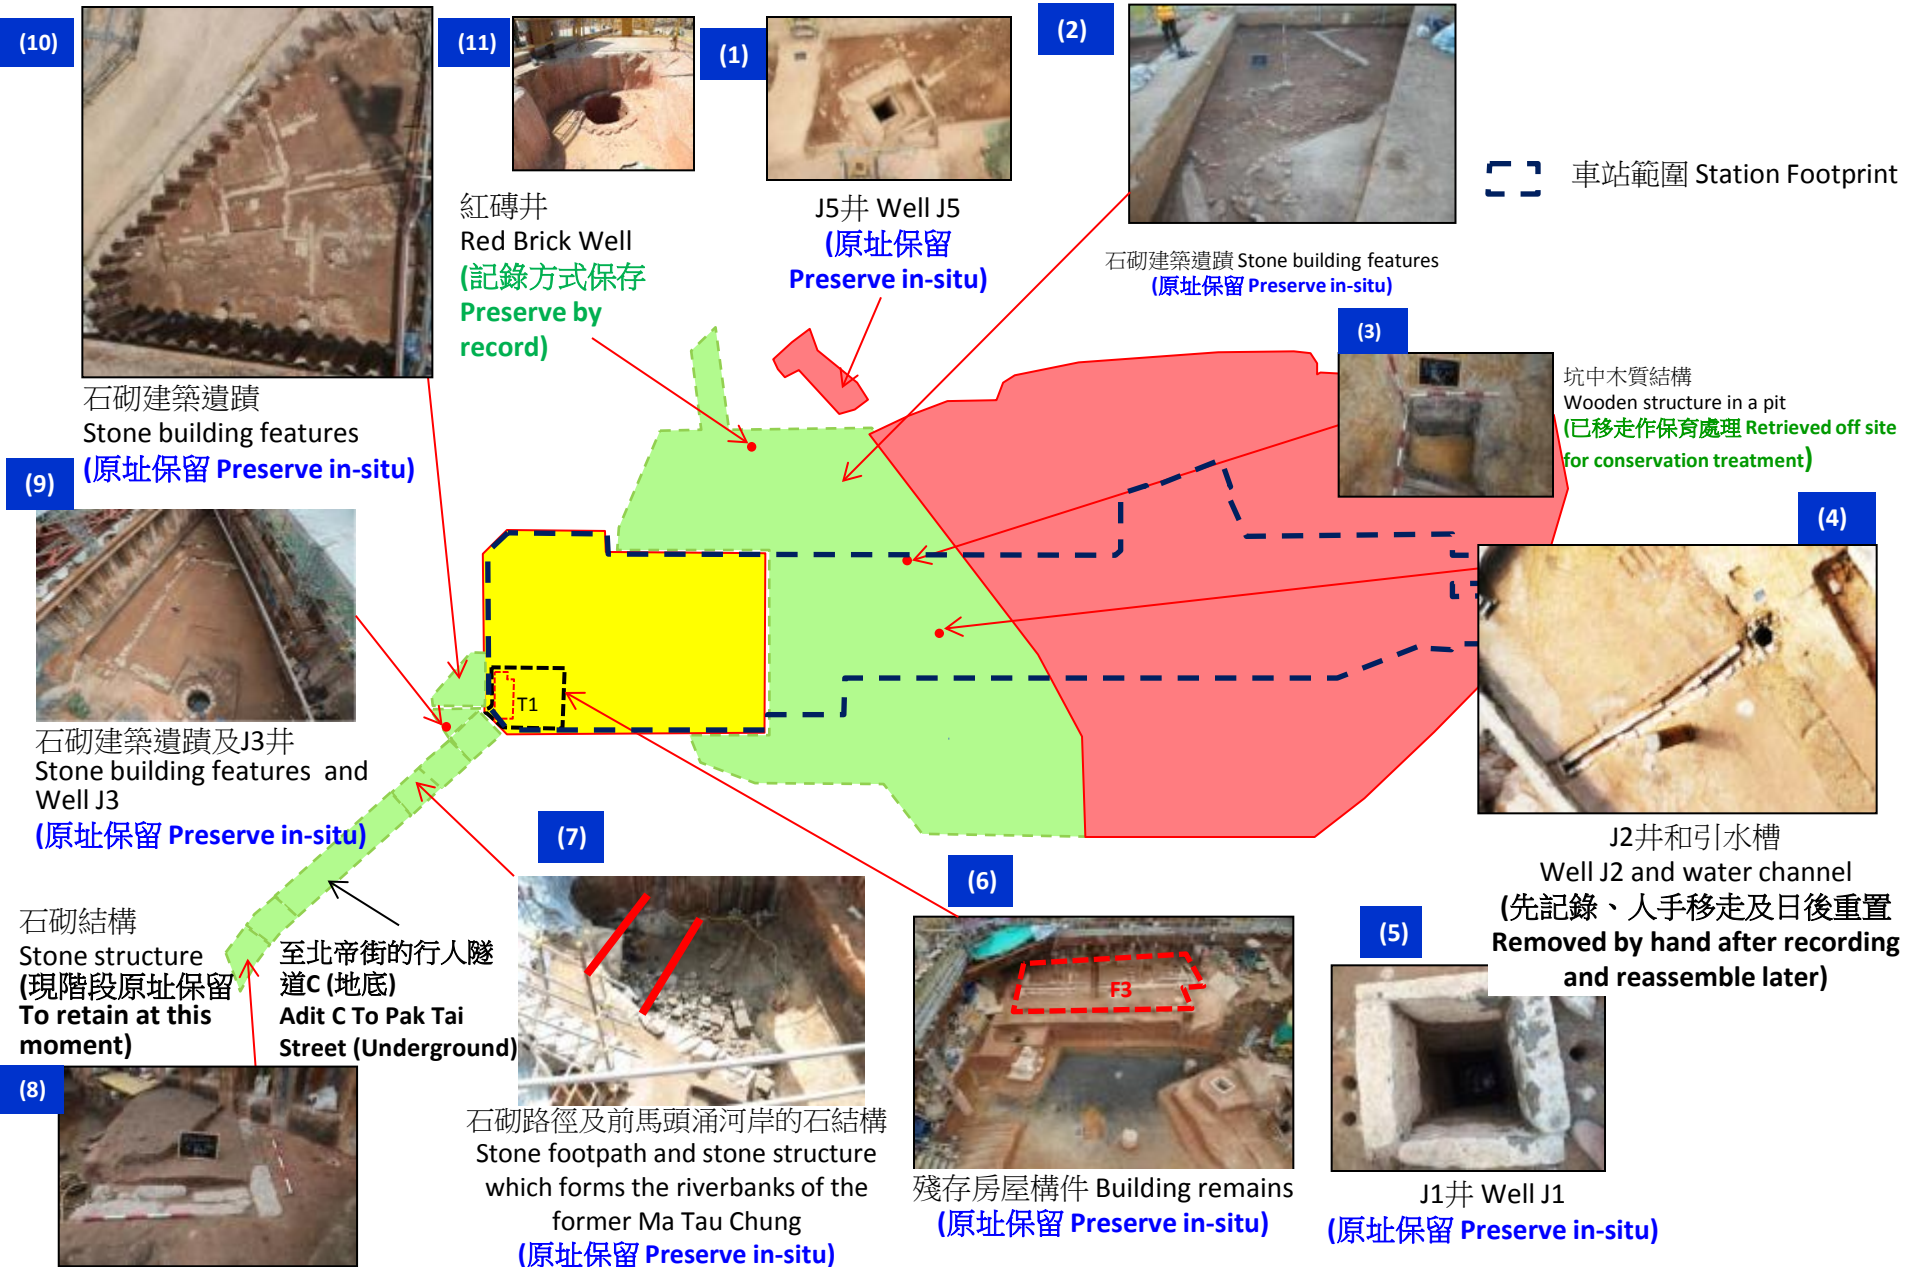 (10)
石砌建築遺蹟
Stone building features
(原址保留 Preserve in-situ)
(11)
紅磚井
Red Brick Well
(記錄方式保存
Preserve by
record)
(1)
J5井 Well J5
(原址保留
Preserve in-situ)
(2)
石砌建築遺蹟 Stone building features
(原址保留 Preserve in-situ)
車站範圍 Station Footprint
(3)
坑中木質結構
Wooden structure in a pit
(已移走作保育處理 Retrieved off site
for conservation treatment)
(4)
J2井和引水槽
Well J2 and water channel
(先記錄、人手移走及日後重置
Removed by hand after recording
and reassemble later)
(5)
J1井 Well J1
(原址保留 Preserve in-situ)
(6)
F3
殘存房屋構件 Building remains
(原址保留 Preserve in-situ)
T1
(7)
石砌路徑及前馬頭涌河岸的石結構
Stone footpath and stone structure
which forms the riverbanks of the
former Ma Tau Chung
(原址保留 Preserve in-situ)
至北帝街的行人隧
道C (地底)
Adit C To Pak Tai
Street (Underground)
(9)
石砌建築遺蹟及J3井
Stone building features and
Well J3
(原址保留 Preserve in-situ)
石砌結構
Stone structure
(現階段原址保留
To retain at this
moment)
(8)